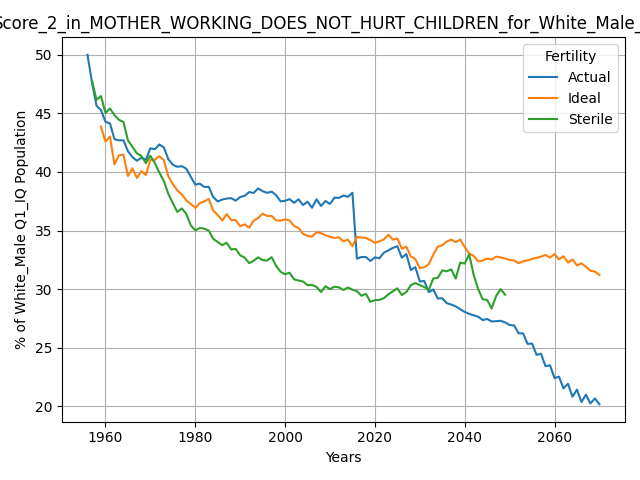 Score_2_in_MOTHER_WORKING_DOES_NOT_HURT_CHILDREN_for_White_Male_
Fertility
Actual
Ideal
Sterile
% of White_Male Q1_IQ Population
50
45
40
35
30
25
20
1960
1980
2000
2020
2040
2060
Years